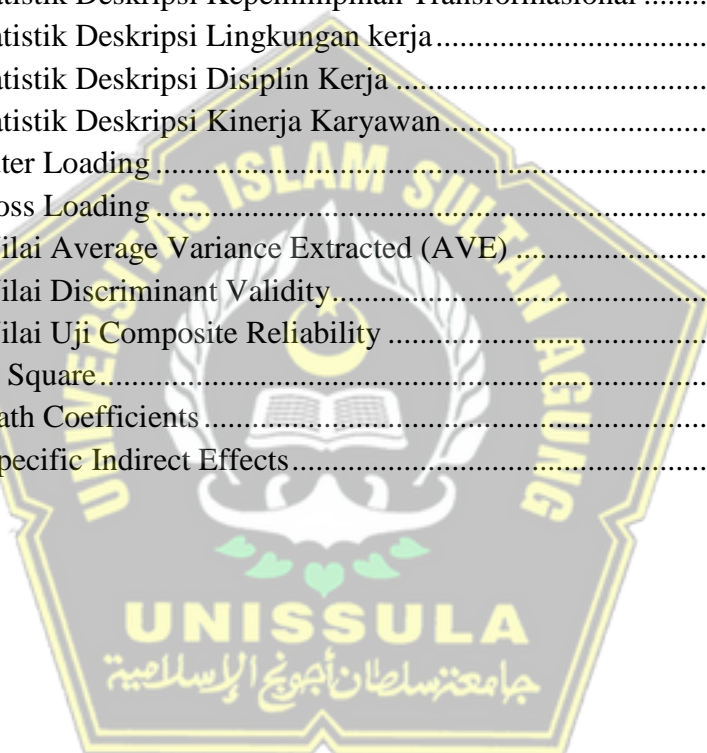 atistik Deskripsi Kepemimpinan Transformasional ........
atistik Deskripsi Lingkungan kerja..................................
atistik Deskripsi Disiplin Kerja .......................................
atistik Deskripsi Kinerja Karyawan.................................
ter Loading ......................................................................
oss Loading ......................................................................
ilai Average Variance Extracted (AVE) ........................
ilai Discriminant Validity................................................
ilai Uji Composite Reliability .........................................
Square..............................................................................
ath Coefficients ................................................................
pecific Indirect Effects.....................................................
UNIVERSITAS ISLAM SULTAN AGUNG
UNISSULA
جامعتنسلطان أجونج الإسلامية